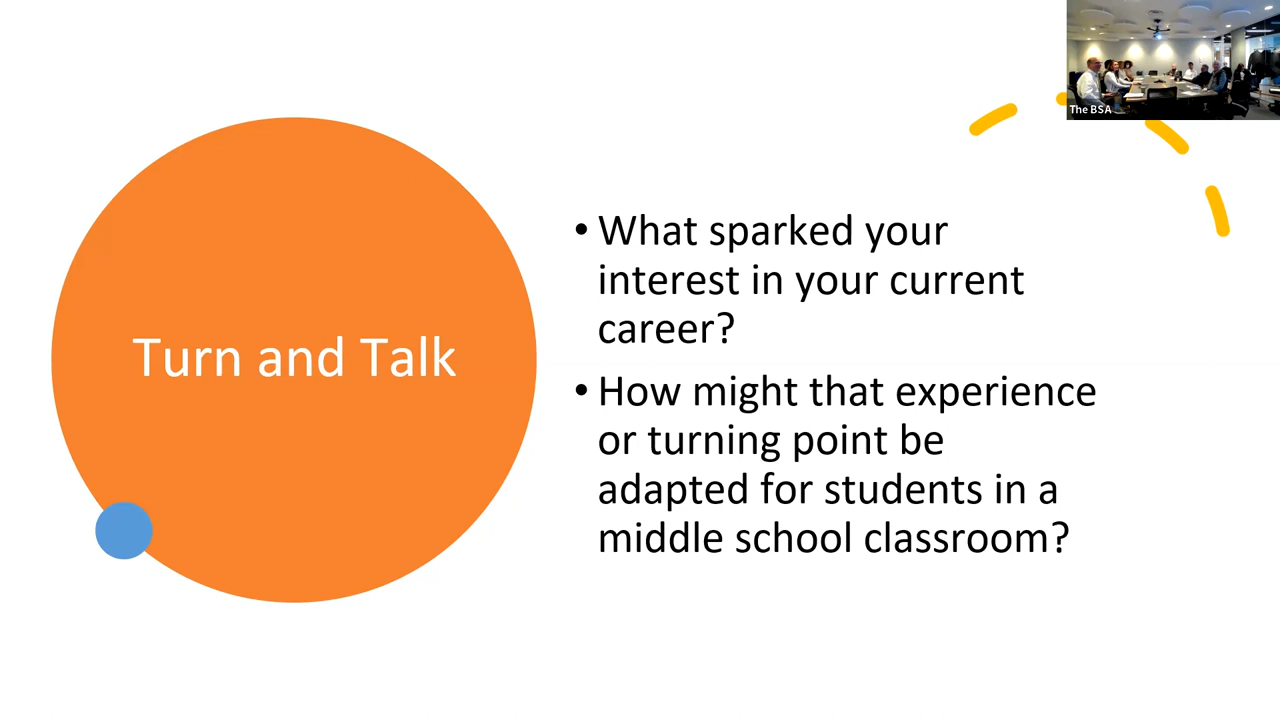 The BSA
Turn and Talk
• What sparked your
interest in your current
career?
• How might that experience
or turning point be
adapted for students in a
middle school classroom?